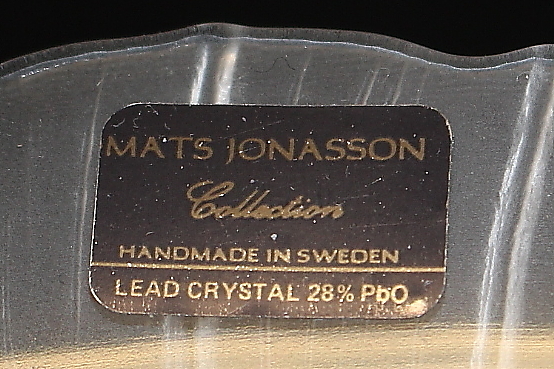 MATS JONASSON
Collection
HANDMADE IN SWEDEN
LEAD CRYSTAL 28% PbO